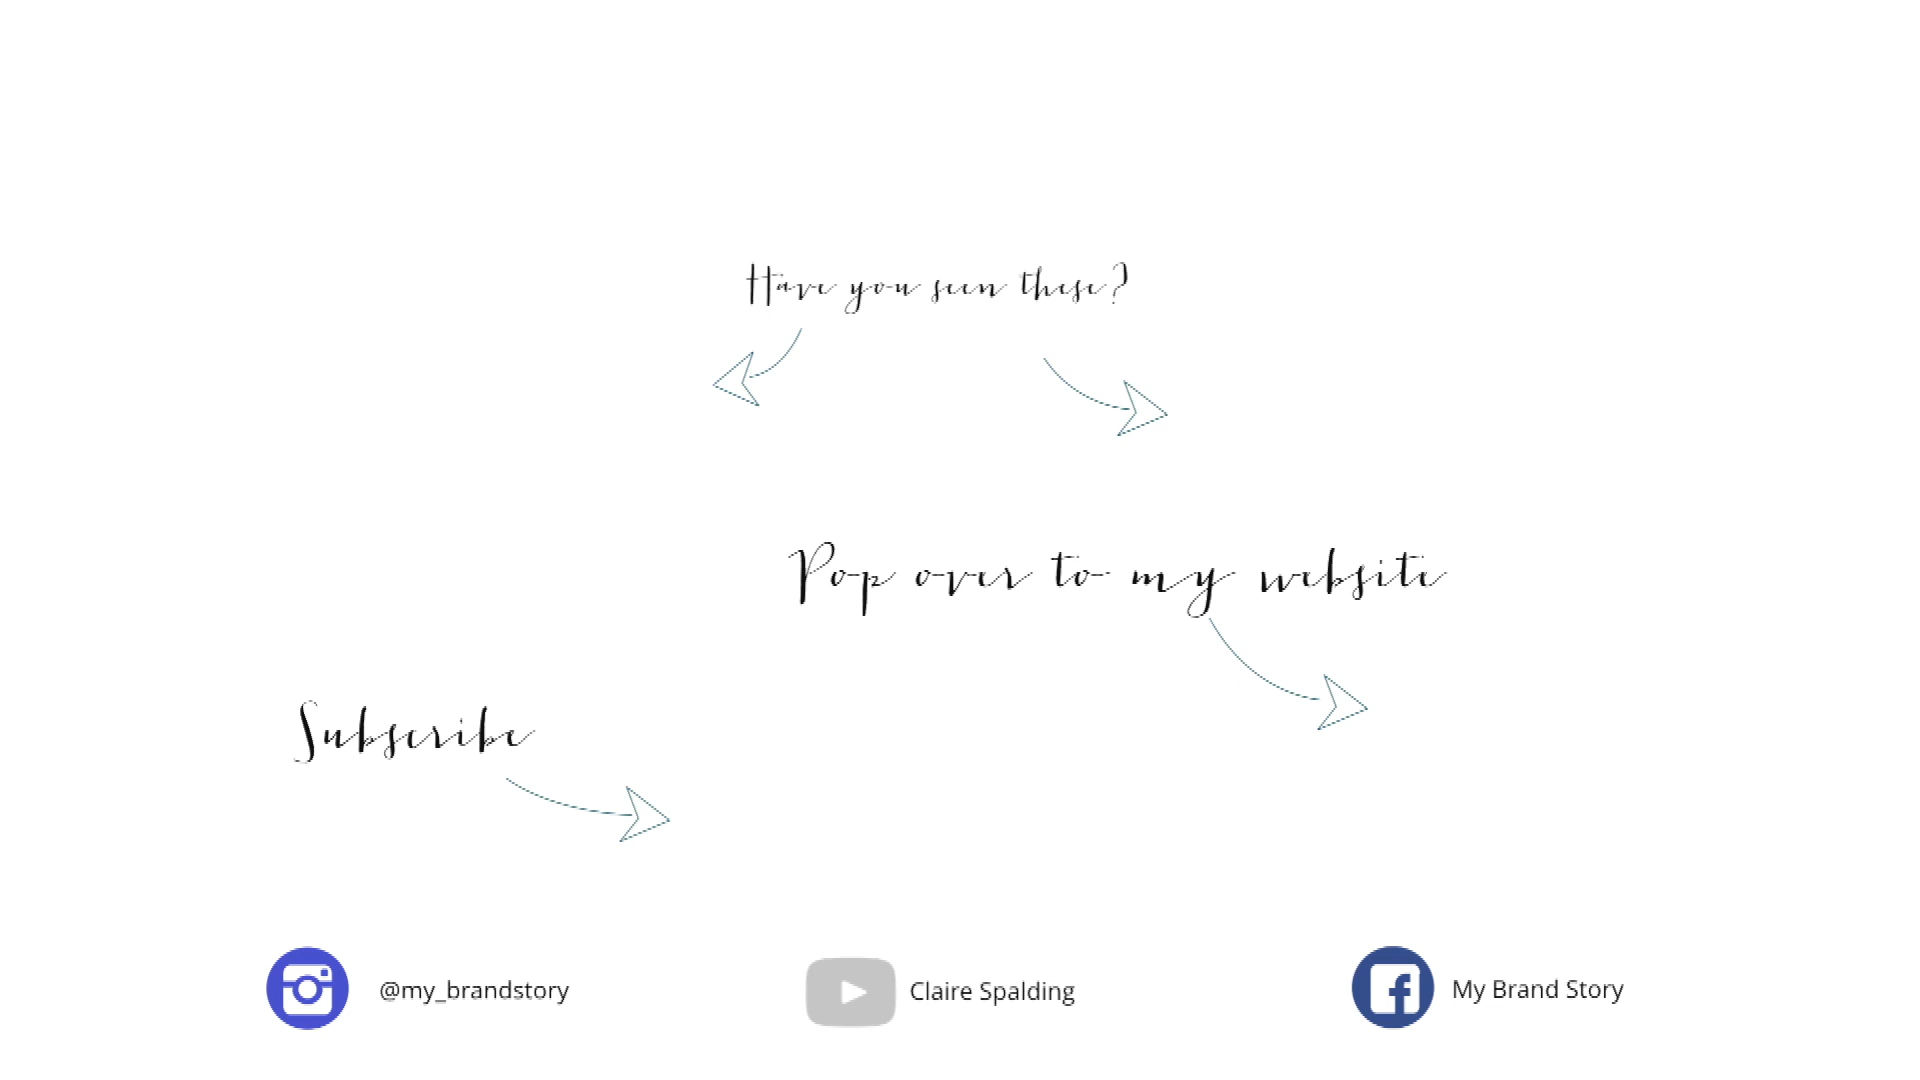 Have you seen these?
Pop over to my website
Subscribe
@my_brandstory
Claire Spalding
My Brand Story